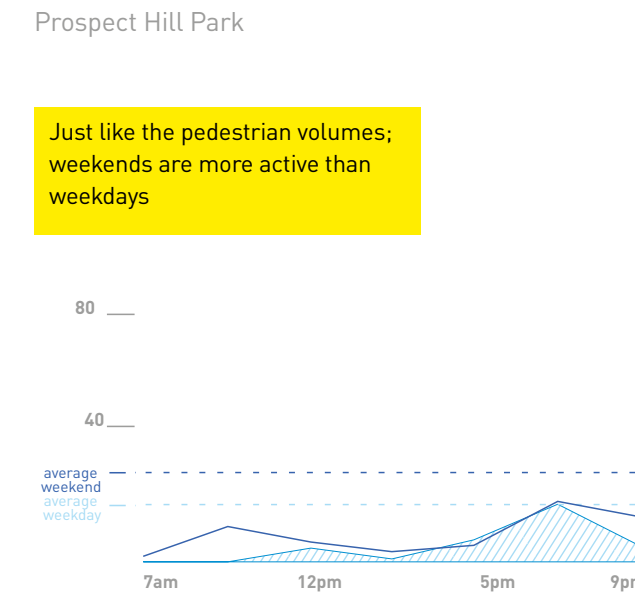 Prospect Hill Park
Just like the pedestrian volumes;
weekends are more active than
weekdays
80
40
average
weekend
average
weekday
7am 12pm 5pm 9pm